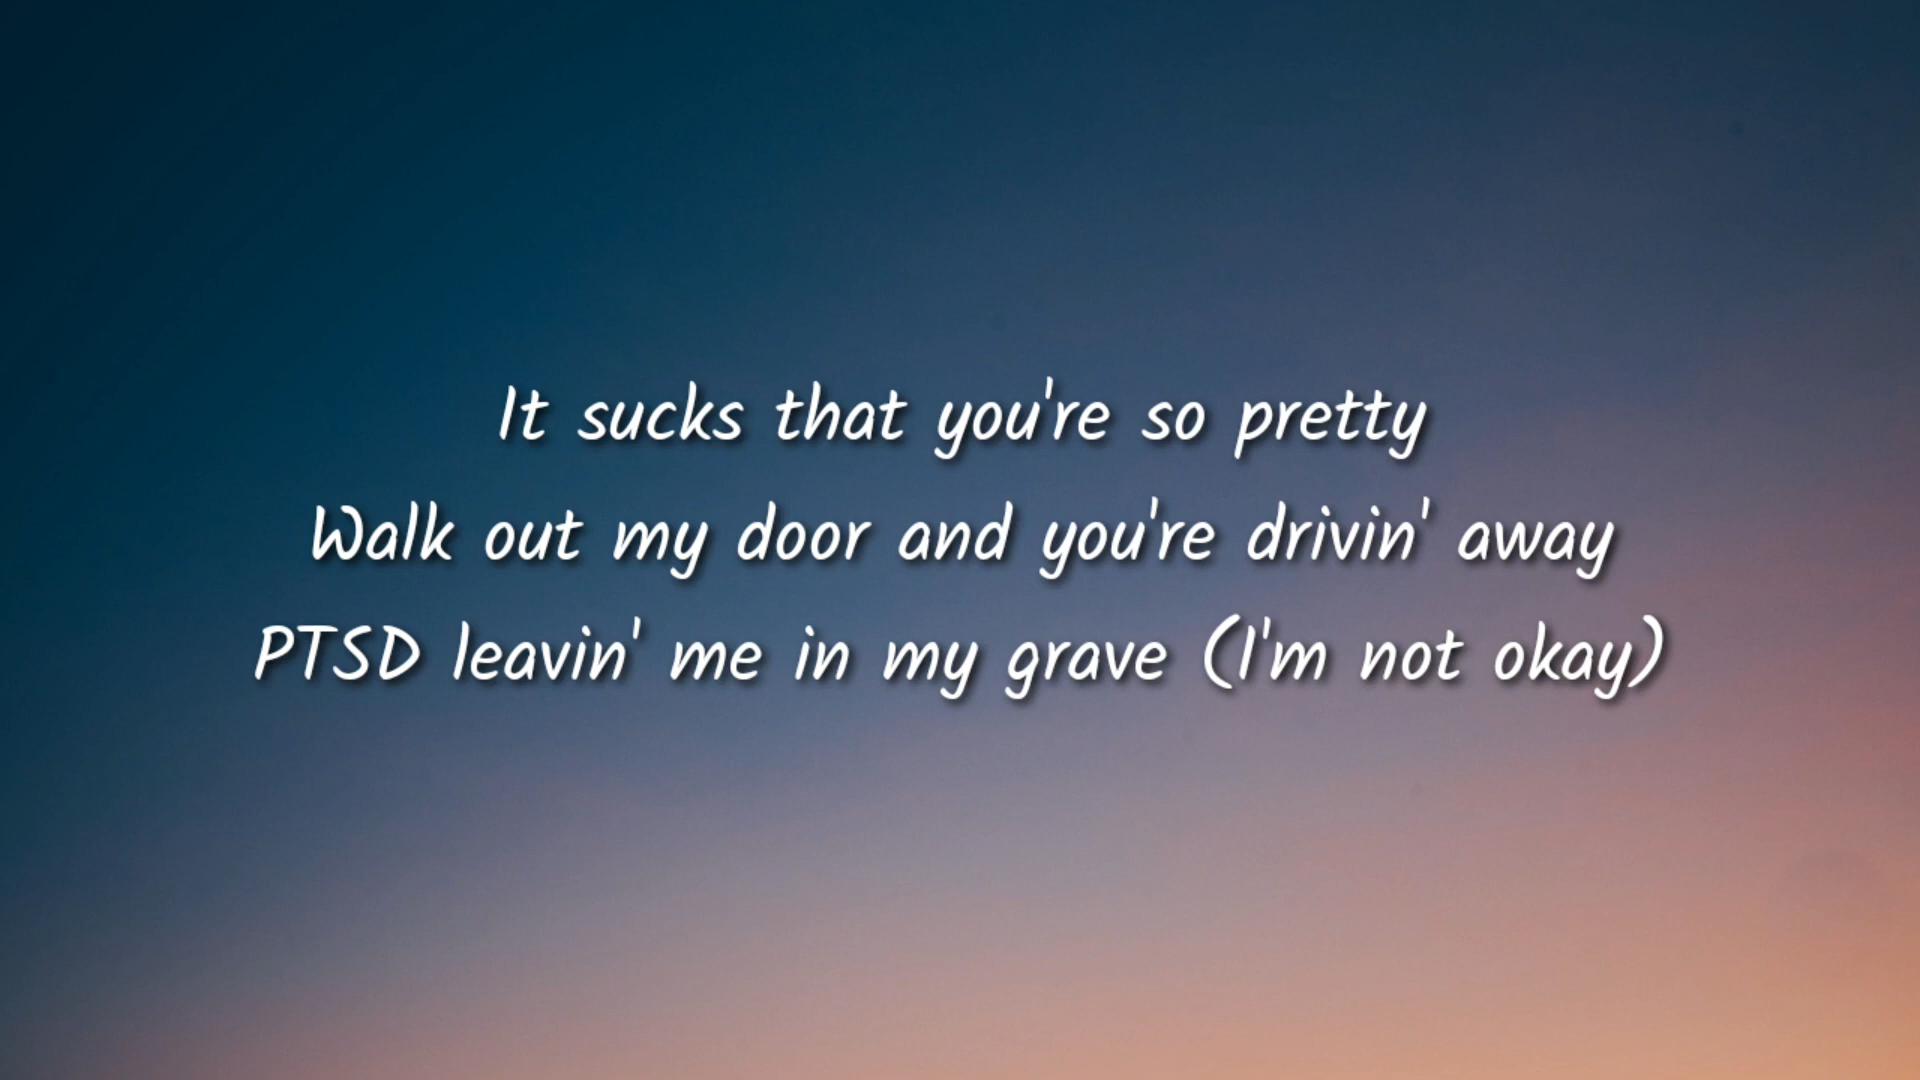 It sucks that you're so pretty
Walk out my door and you're drivin' away
PTSD leavin' me in my grave (I'm not okay)